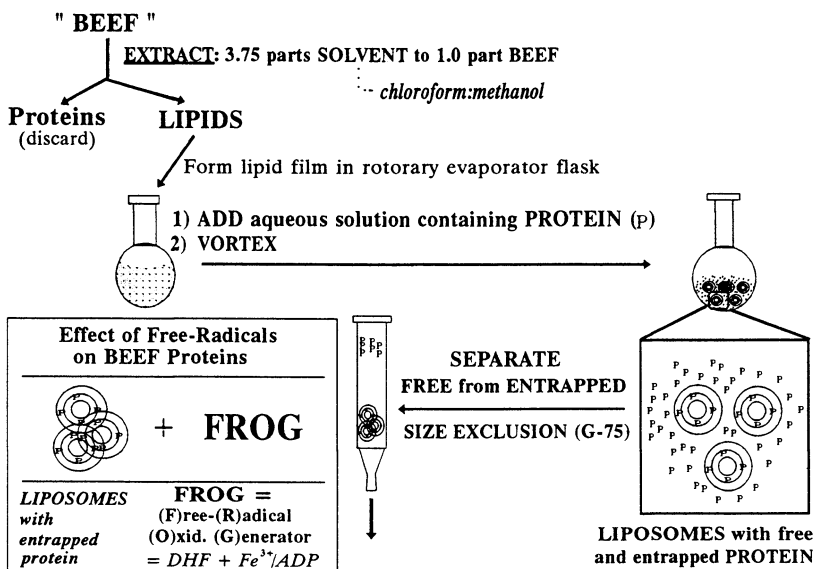 " BEEF "
EXTRACT: 3.75 parts SOLVENT to 1.0 part BEEF
chloroform:methanol
Proteins
(discard)
LIPIDS
Form lipid film in rotorary evaporator flask
1) ADD aqueous solution containing PROTEIN (P)
2) VORTEX
Effect of Free-Radicals
on BEEF Proteins
+ FROG
LIPOSOMES
with
entrapped
protein
FROG =
(F)ree-(R)adical
(O)xid. (G)enerator
= DHF + Fe³⁺/ADP
SEPARATE
FREE from ENTRAPPED
SIZE EXCLUSION (G-75)
LIPOSOMES with free
and entrapped PROTEIN